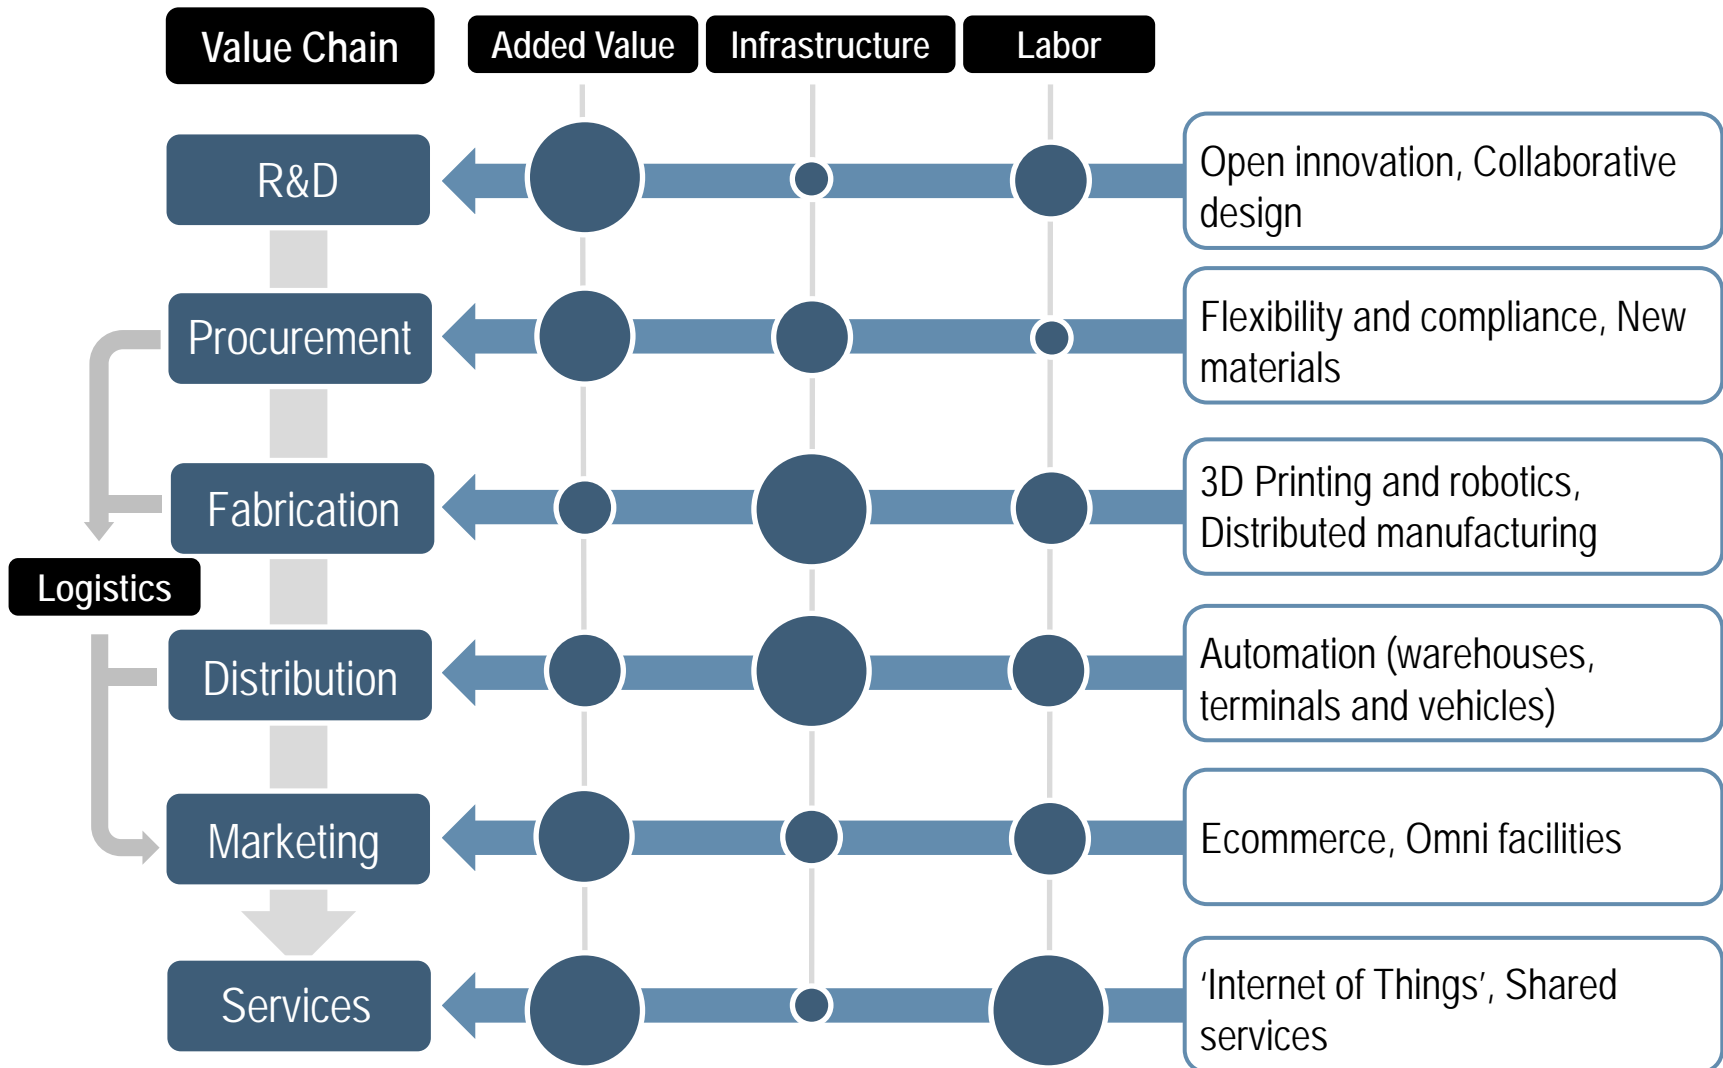 Value Chain
Added Value
Infrastructure
Labor
R&D
Open innovation, Collaborative
design
Procurement
Flexibility and compliance, New
materials
Fabrication
3D Printing and robotics,
Distributed manufacturing
Logistics
Distribution
Automation (warehouses,
terminals and vehicles)
Marketing
Ecommerce, Omni facilities
Services
‘Internet of Things’, Shared
services